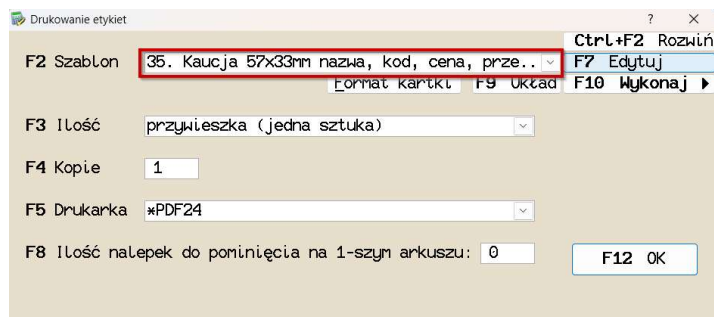 Drukowanie etykiet ? ×
Ctrl+F2 Rozwiń
F2 Szablon 35. Kaucja 57x33mm nazwa, kod, cena, prze.. F7 Edytuj
Format kartki F9 Układ F10 Wykonaj
F3 Ilość przywieszka (jedna sztuka)
F4 Kopie 1
F5 Drukarka *PDF24
F8 Ilość nalepek do pominięcia na 1-szym arkuszu: 0 F12 OK